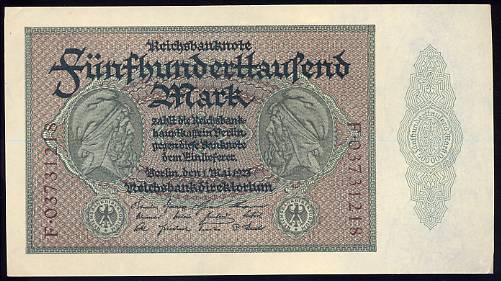 Reichsbanknote
Fünfhunderttausend
Mark
zahlt die Reichsbank-
hauptkasse in Berlin
gegen diese Banknote
dem Einlieferer.
Berlin, den 1. Mai 1923
Reichsbankdirektorium
F·03731218
F·03731218